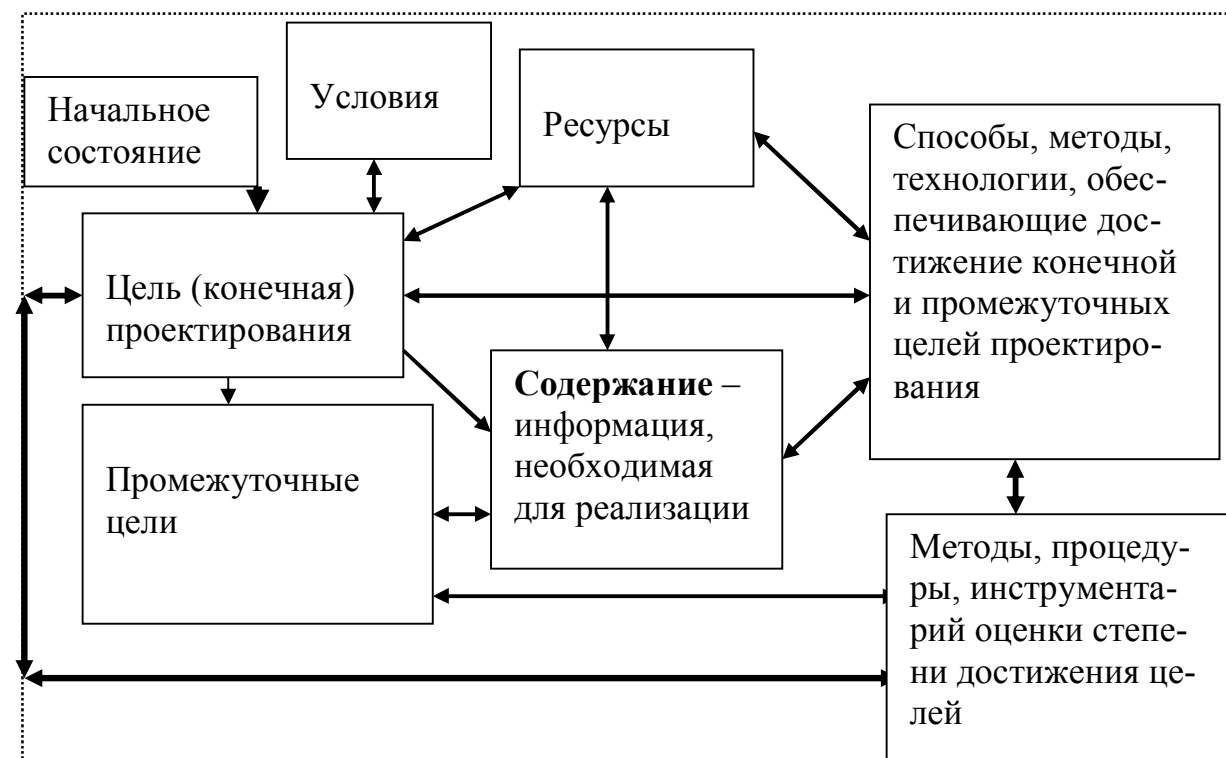 Начальное
состояние
Условия
Ресурсы
Способы, методы,
технологии, обес-
печивающие дос-
тижение конечной
и промежуточных
целей проектиро-
вания
Цель (конечная)
проектирования
Содержание –
информация,
необходимая
для реализации
Промежуточные
цели
Методы, процеду-
ры, инструмента-
рий оценки степе-
ни достижения це-
лей